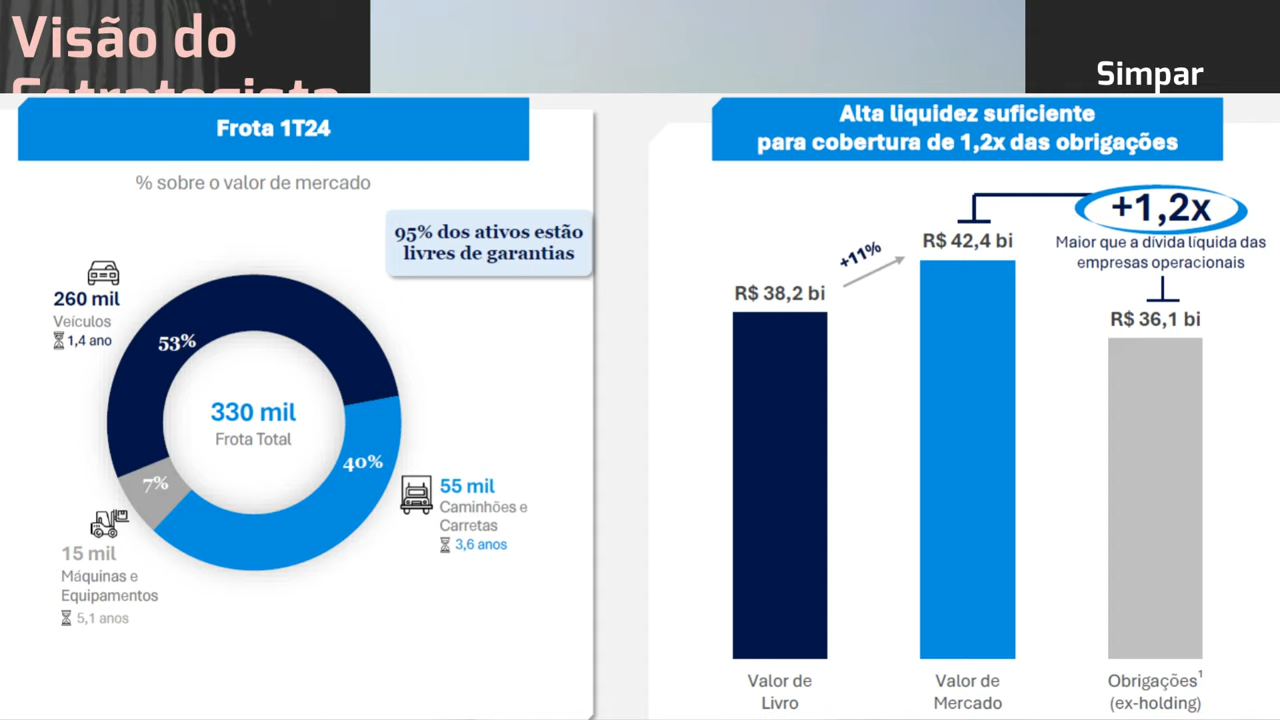 Visão do
Estrategista
Simpar
Frota 1T24
% sobre o valor de mercado
95% dos ativos estão
livres de garantias
260 mil
Veículos
1,4 ano
53%
330 mil
Frota Total
40%
7%
55 mil
Caminhões e
Carretas
3,6 anos
15 mil
Máquinas e
Equipamentos
5,1 anos
Alta liquidez suficiente
para cobertura de 1,2x das obrigações
+1,2x
Maior que a dívida líquida das
empresas operacionais
R$ 38,2 bi
+11%
R$ 42,4 bi
R$ 36,1 bi
Valor de
Livro
Valor de
Mercado
Obrigações¹
(ex-holding)